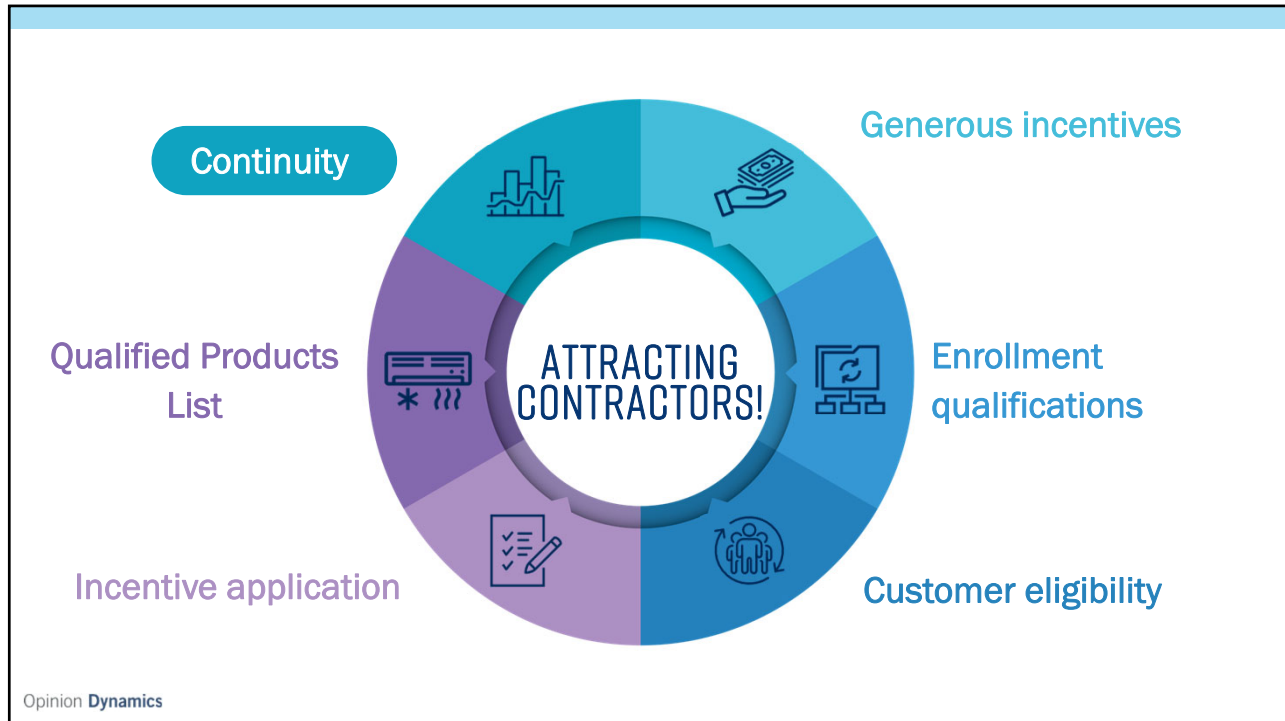 Continuity
Generous incentives
Qualified Products
List
ATTRACTING
CONTRACTORS!
Enrollment
qualifications
Incentive application
Customer eligibility
Opinion Dynamics